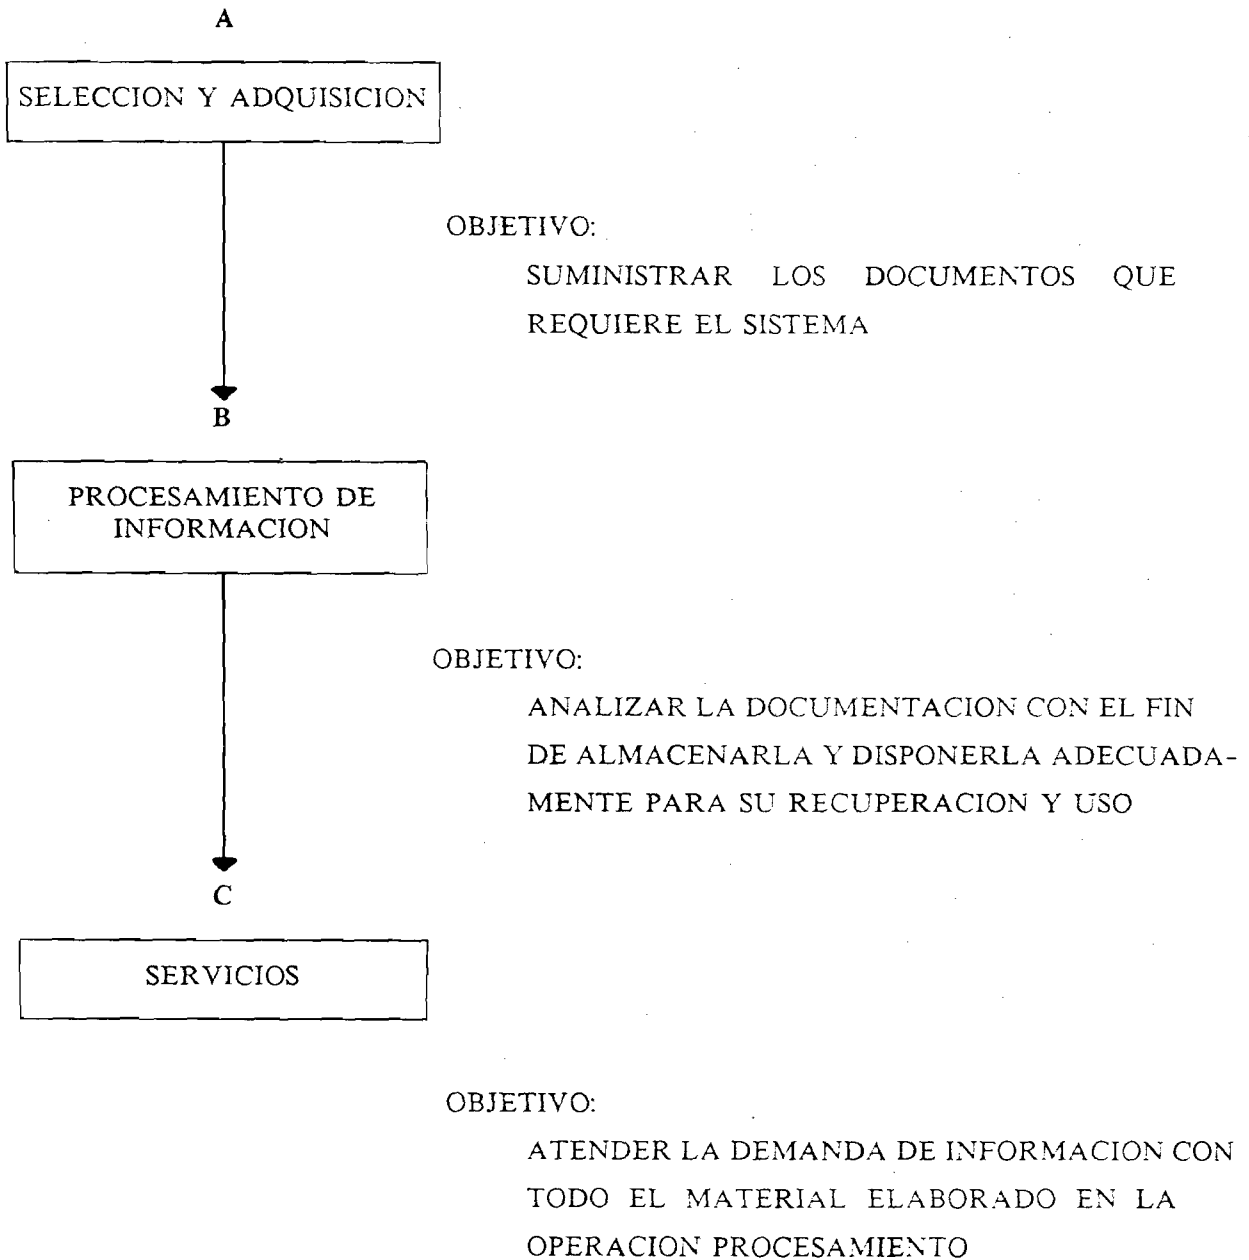 A
SELECCION Y ADQUISICION
OBJETIVO:
SUMINISTRAR LOS DOCUMENTOS QUE
REQUIERE EL SISTEMA
B
PROCESAMIENTO DE
INFORMACION
OBJETIVO:
ANALIZAR LA DOCUMENTACION CON EL FIN
DE ALMACENARLA Y DISPONERLA ADECUADA-
MENTE PARA SU RECUPERACION Y USO
C
SERVICIOS
OBJETIVO:
ATENDER LA DEMANDA DE INFORMACION CON
TODO EL MATERIAL ELABORADO EN LA
OPERACION PROCESAMIENTO